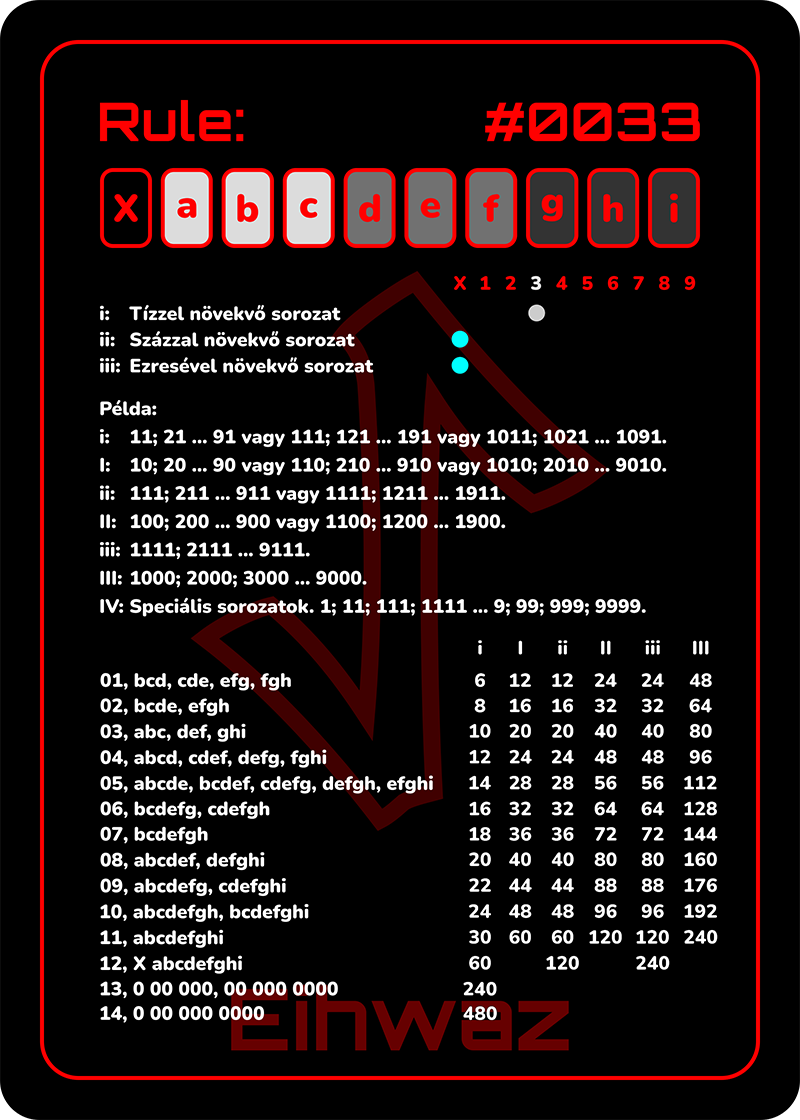 Rule: #0033
X a b c d e f g h i
X 1 2 3 4 5 6 7 8 9
i: Tízzel növekvő sorozat
ii: Százzal növekvő sorozat
iii: Ezresével növekvő sorozat
Példa:
i: 11; 21 ... 91 vagy 111; 121 ... 191 vagy 1011; 1021 ... 1091.
I: 10; 20 ... 90 vagy 110; 210 ... 910 vagy 1010; 2010 ... 9010.
ii: 111; 211 ... 911 vagy 1111; 1211 ... 1911.
II: 100; 200 ... 900 vagy 1100; 1200 ... 1900.
iii: 1111; 2111 ... 9111.
III: 1000; 2000; 3000 ... 9000.
IV: Speciális sorozatok. 1; 11; 111; 1111 ... 9; 99; 999; 9999.
i I ii II iii III
01, bcd, cde, efg, fgh 6 12 12 24 24 48
02, bcde, efgh 8 16 16 32 32 64
03, abc, def, ghi 10 20 20 40 40 80
04, abcd, cdef, defg, fghi 12 24 24 48 48 96
05, abcde, bcdef, cdefg, defgh, efghi 14 28 28 56 56 112
06, bcdefg, cdefgh 16 32 32 64 64 128
07, bcdefgh 18 36 36 72 72 144
08, abcdef, defghi 20 40 40 80 80 160
09, abcdefg, cdefghi 22 44 44 88 88 176
10, abcdefgh, bcdefghi 24 48 48 96 96 192
11, abcdefghi 30 60 60 120 120 240
12, X abcdefghi 60 120 240
13, 0 00 000, 00 000 0000 240
14, 0 00 000 0000 480
Eihwaz